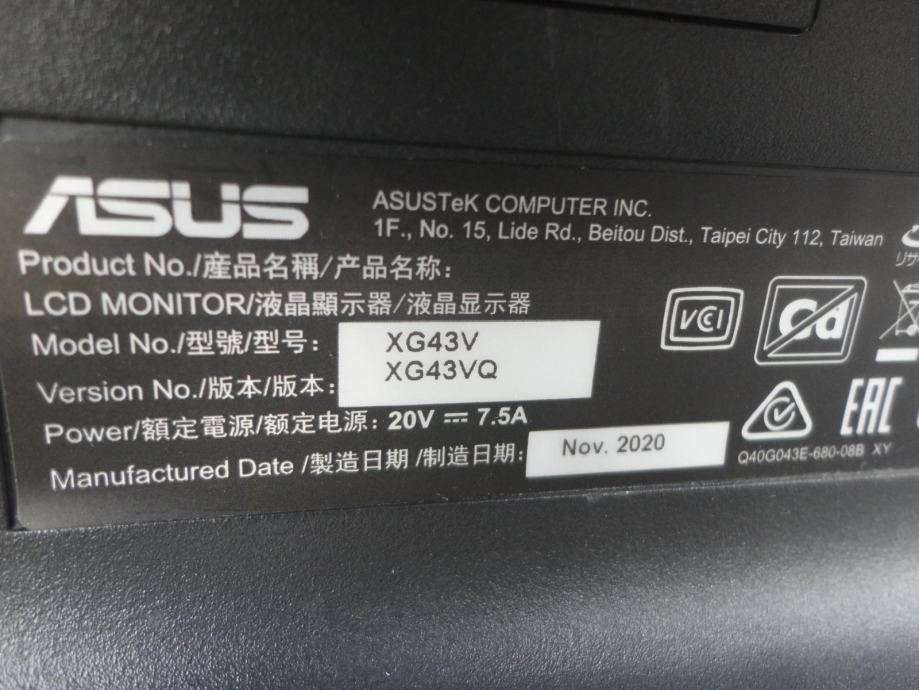 ASUS
ASUSTeK COMPUTER INC.
1F., No. 15, Lide Rd., Beitou Dist., Taipei City 112, Taiwan
Product No./產品名稱/产品名称:
LCD MONITOR/液晶顯示器/液晶显示器
Model No./型號/型号: XG43V
Version No./版本/版本: XG43VQ
Power/額定電源/额定电源: 20V ⎓ 7.5A
Manufactured Date /製造日期 /制造日期: Nov. 2020
VCI
Cd
EAC
Q40G043E-680-08B XY
リサ